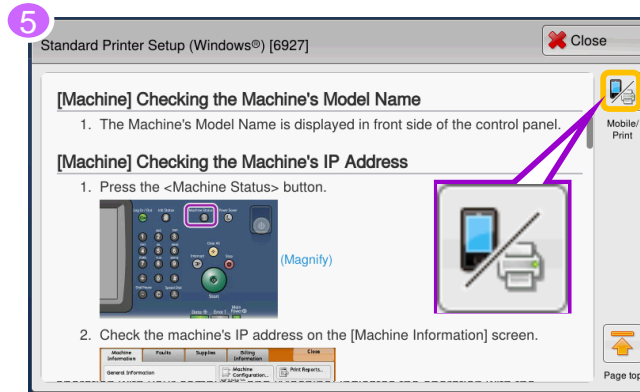 5
Standard Printer Setup (Windows®) [6927]
Close
[Machine] Checking the Machine's Model Name
1. The Machine's Model Name is displayed in front side of the control panel.
Mobile/
Print
[Machine] Checking the Machine's IP Address
1. Press the <Machine Status> button.
(Magnify)
2. Check the machine's IP address on the [Machine Information] screen.
Machine
Information
Faults
Supplies
Billing
Information
Close
General Information
Machine
Configuration...
Print Reports...
Page top